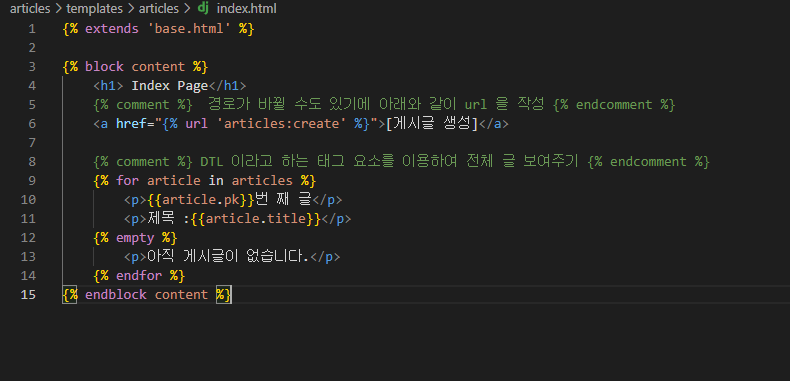 articles > templates > articles > dj index.html
1 {% extends 'base.html' %}
2
3 {% block content %}
4 <h1> Index Page</h1>
5 {% comment %}  경로가 바뀔 수도 있기에 아래와 같이 url 을 작성 {% endcomment %}
6 <a href="{% url 'articles:create' %}">[게시글 생성]</a>
7
8 {% comment %} DTL 이라고 하는 태그 요소를 이용하여 전체 글 보여주기 {% endcomment %}
9 {% for article in articles %}
10 <p>{{article.pk}}번 째 글</p>
11 <p>제목 :{{article.title}}</p>
12 {% empty %}
13 <p>아직 게시글이 없습니다.</p>
14 {% endfor %}
15 {% endblock content %}